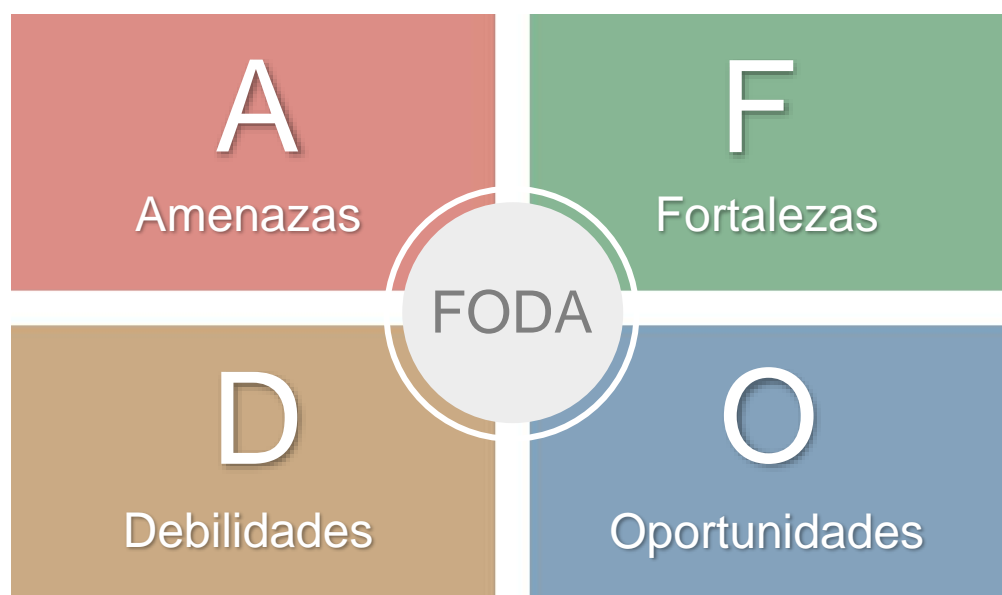 A
Amenazas
F
Fortalezas
FODA
D
Debilidades
O
Oportunidades